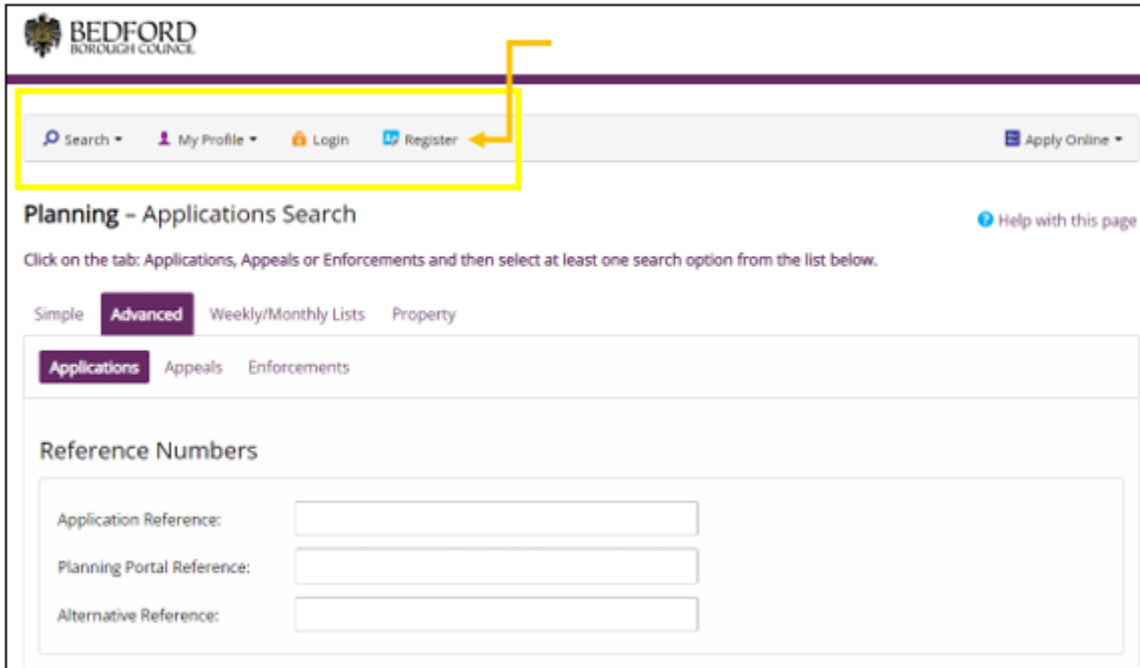 BEDFORD
BOROUGH COUNCIL
Search My Profile Login Register Apply Online
Planning – Applications Search
Help with this page
Click on the tab: Applications, Appeals or Enforcements and then select at least one search option from the list below.
Simple Advanced Weekly/Monthly Lists Property
Applications Appeals Enforcements
Reference Numbers
Application Reference:
Planning Portal Reference:
Alternative Reference: